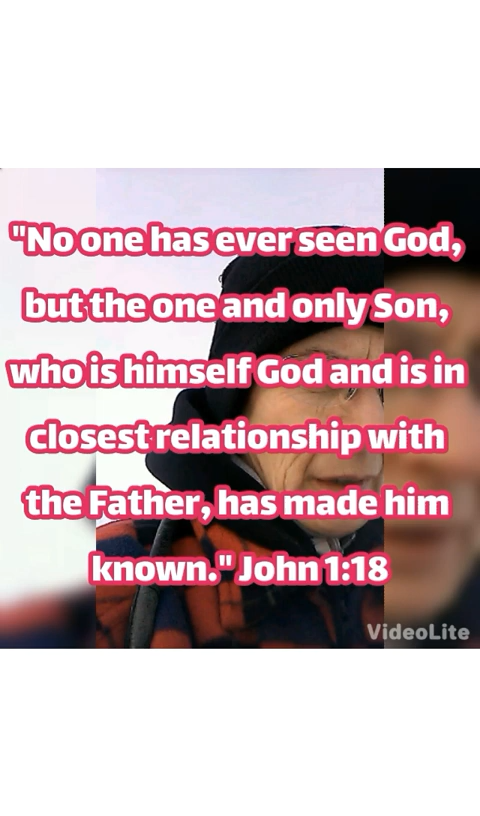 "No one has ever seen God,
but the one and only Son,
who is himself God and is in
closest relationship with
the Father, has made him
known." John 1:18
VideoLite